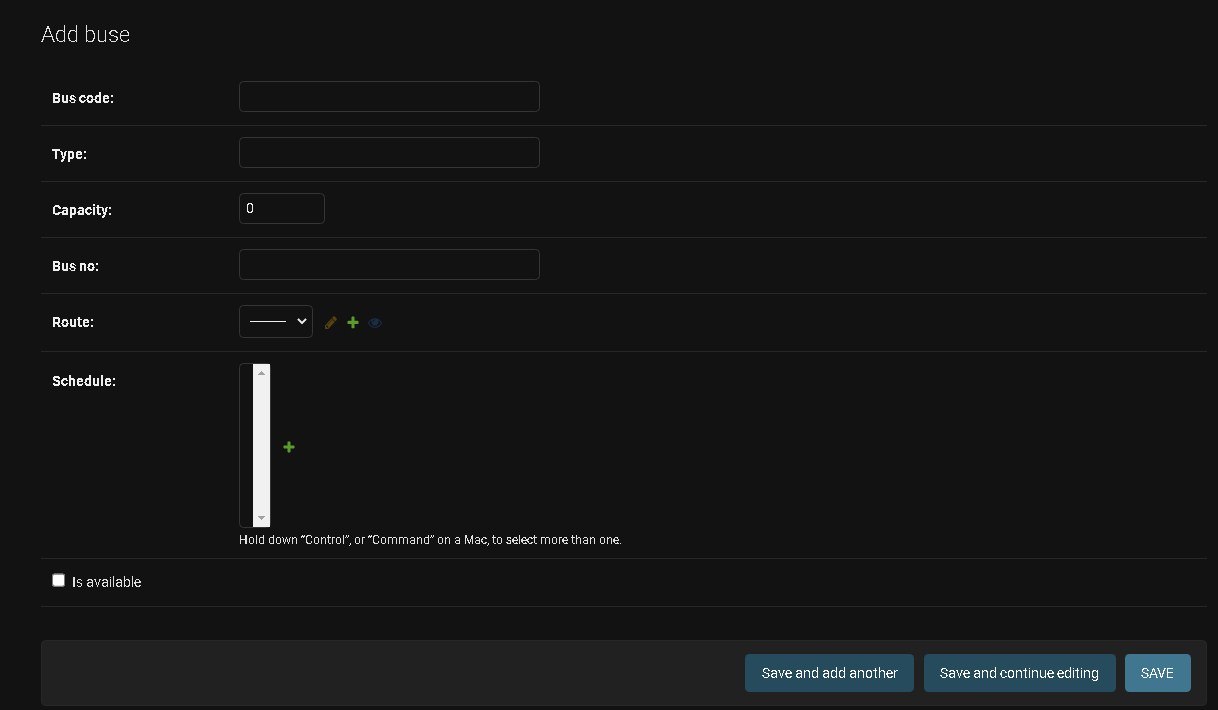 Add buse
Bus code:
Type:
Capacity: 0
Bus no:
Route: ---------
Schedule:
Hold down “Control”, or “Command” on a Mac, to select more than one.
Is available
Save and add another Save and continue editing SAVE